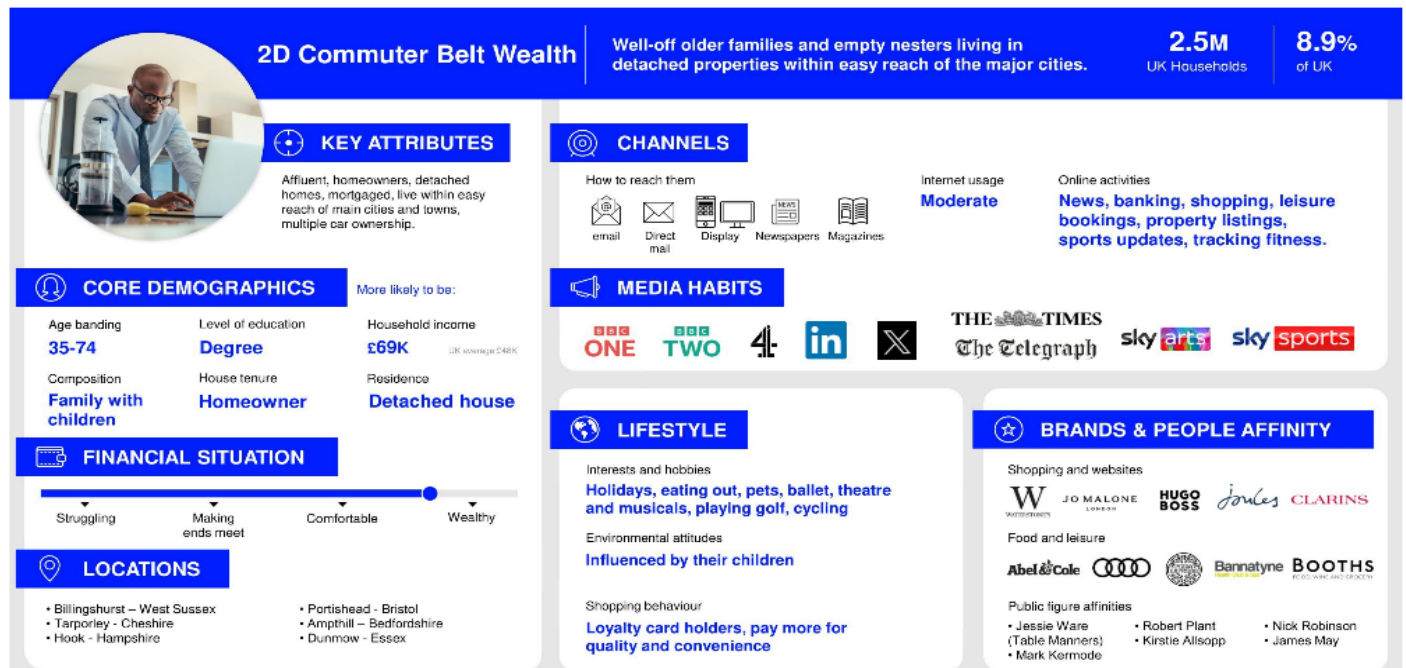 2D Commuter Belt Wealth
Well-off older families and empty nesters living in
detached properties within easy reach of the major cities.
2.5M
UK Households
8.9%
of UK
KEY ATTRIBUTES
Affluent, homeowners, detached
homes, mortgaged, live within easy
reach of main cities and towns,
multiple car ownership.
CORE DEMOGRAPHICS
More likely to be:
Age banding
35-74
Level of education
Degree
Household income
£69K
UK average £48K
Composition
Family with
children
House tenure
Homeowner
Residence
Detached house
FINANCIAL SITUATION
Struggling
Making
ends meet
Comfortable
Wealthy
LOCATIONS
• Billingshurst – West Sussex
• Tarporley - Cheshire
• Hook - Hampshire
• Portishead - Bristol
• Ampthill – Bedfordshire
• Dunmow - Essex
CHANNELS
How to reach them
email
Direct
mail
Display
NEWS
Newspapers
Magazines
Internet usage
Moderate
Online activities
News, banking, shopping, leisure
bookings, property listings,
sports updates, tracking fitness.
MEDIA HABITS
BBC
ONE
BBC
TWO
4
in
X
THE TIMES
The Telegraph
sky arts
sky sports
LIFESTYLE
Interests and hobbies
Holidays, eating out, pets, ballet, theatre
and musicals, playing golf, cycling
Environmental attitudes
Influenced by their children
Shopping behaviour
Loyalty card holders, pay more for
quality and convenience
BRANDS & PEOPLE AFFINITY
Shopping and websites
W
WATERSTONES
JO MALONE
LONDON
HUGO
BOSS
Joules
CLARINS
Food and leisure
Abel & Cole
Bannatyne
BOOTHS
Public figure affinities
• Jessie Ware
(Table Manners)
• Mark Kermode
• Robert Plant
• Kirstie Allsopp
• Nick Robinson
• James May